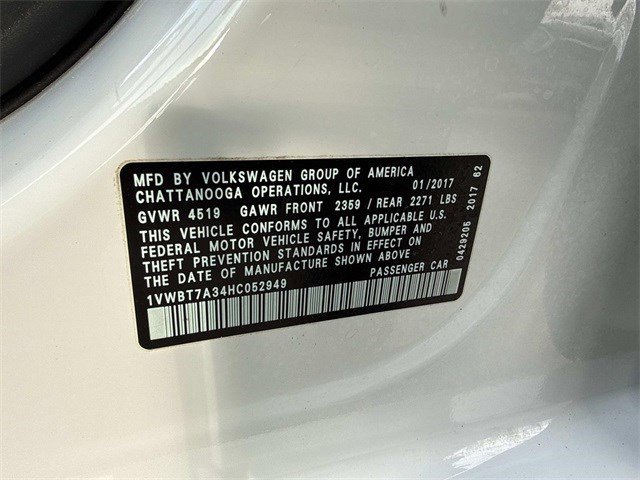 MFD BY VOLKSWAGEN GROUP OF AMERICA
CHATTANOOGA OPERATIONS, LLC. 01/2017
GVWR 4519 GAWR FRONT 2359 / REAR 2271 LBS
THIS VEHICLE CONFORMS TO ALL APPLICABLE U.S.
FEDERAL MOTOR VEHICLE SAFETY, BUMPER AND
THEFT PREVENTION STANDARDS IN EFFECT ON
THE DATE OF MANUFACTURE SHOWN ABOVE
1VWBT7A34HC052949 PASSENGER CAR
0429205 2017 62